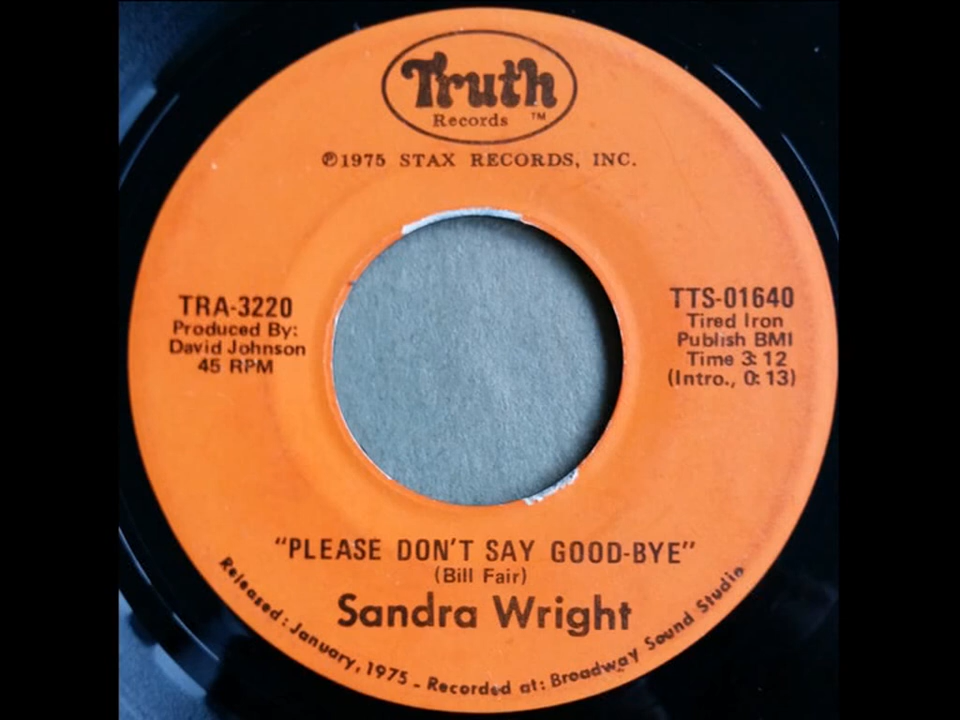 Truth
Records ™
℗1975 STAX RECORDS, INC.
TRA-3220
Produced By:
David Johnson
45 RPM
TTS-01640
Tired Iron
Publish BMI
Time 3:12
(Intro., 0:13)
"PLEASE DON'T SAY GOOD-BYE"
(Bill Fair)
Sandra Wright
Released: January, 1975 - Recorded at: Broadway Sound Studio